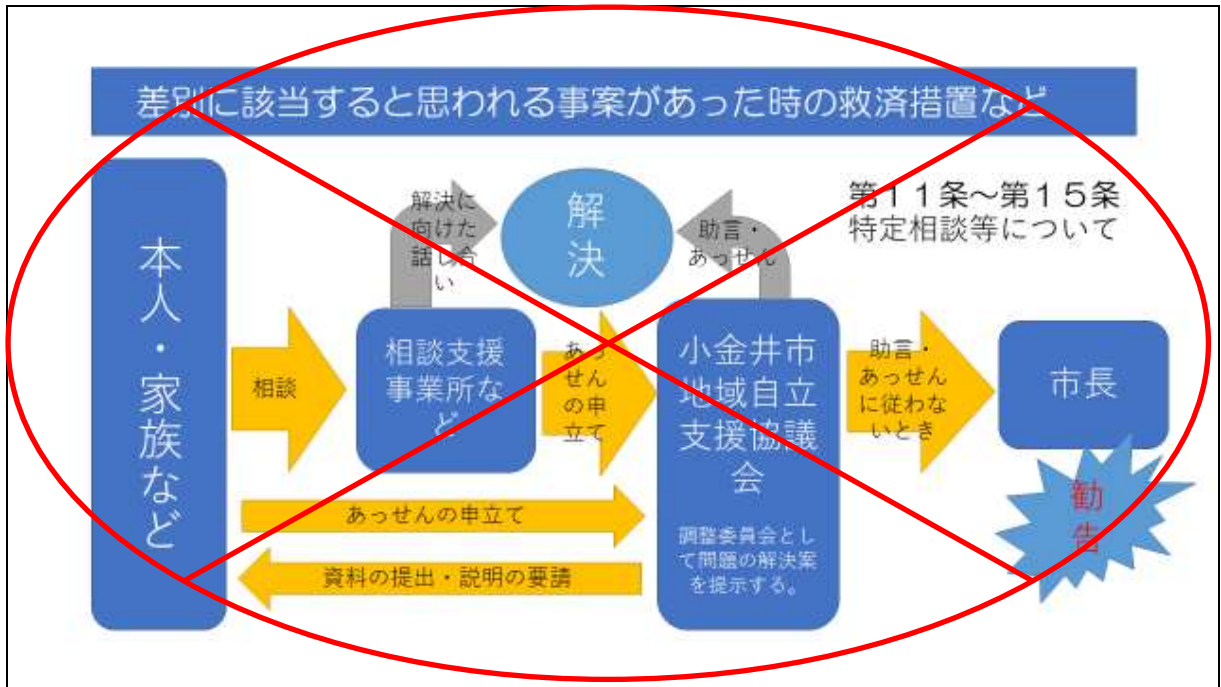 差別に該当すると思われる事案があった時の救済措置など
第１１条～第１５条
特定相談等について
本人・家族など
相談
解決に
向けた
話し合
い
解
決
助言・
あっせん
相談支援
事業所な
ど
あっ
せん
の申
立て
小金井市
地域自立
支援協議
会
調整委員会とし
て問題の解決案
を提示する。
助言・
あっせん
に従わな
いとき
市長
勧
告
あっせんの申立て
資料の提出・説明の要請